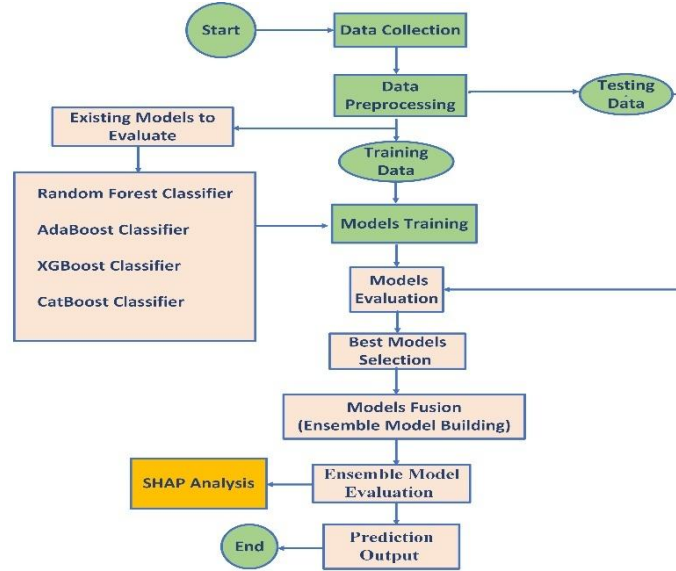 Start
Data Collection
Data
Preprocessing
Testing
Data
Existing Models to
Evaluate
Training
Data
Random Forest Classifier
AdaBoost Classifier
XGBoost Classifier
CatBoost Classifier
Models Training
Models
Evaluation
Best Models
Selection
Models Fusion
(Ensemble Model Building)
SHAP Analysis
Ensemble Model
Evaluation
End
Prediction
Output